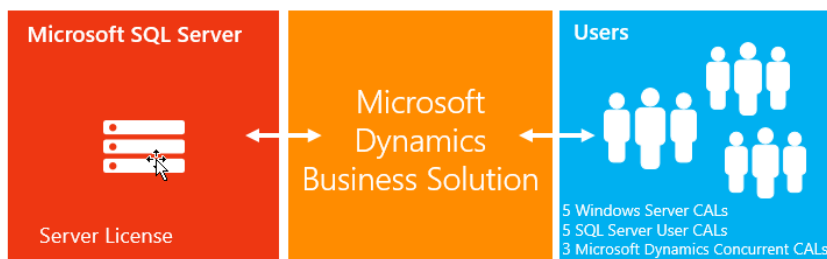 Microsoft SQL Server
Server License
Microsoft
Dynamics
Business Solution
Users
5 Windows Server CALs
5 SQL Server User CALs
3 Microsoft Dynamics Concurrent CALs